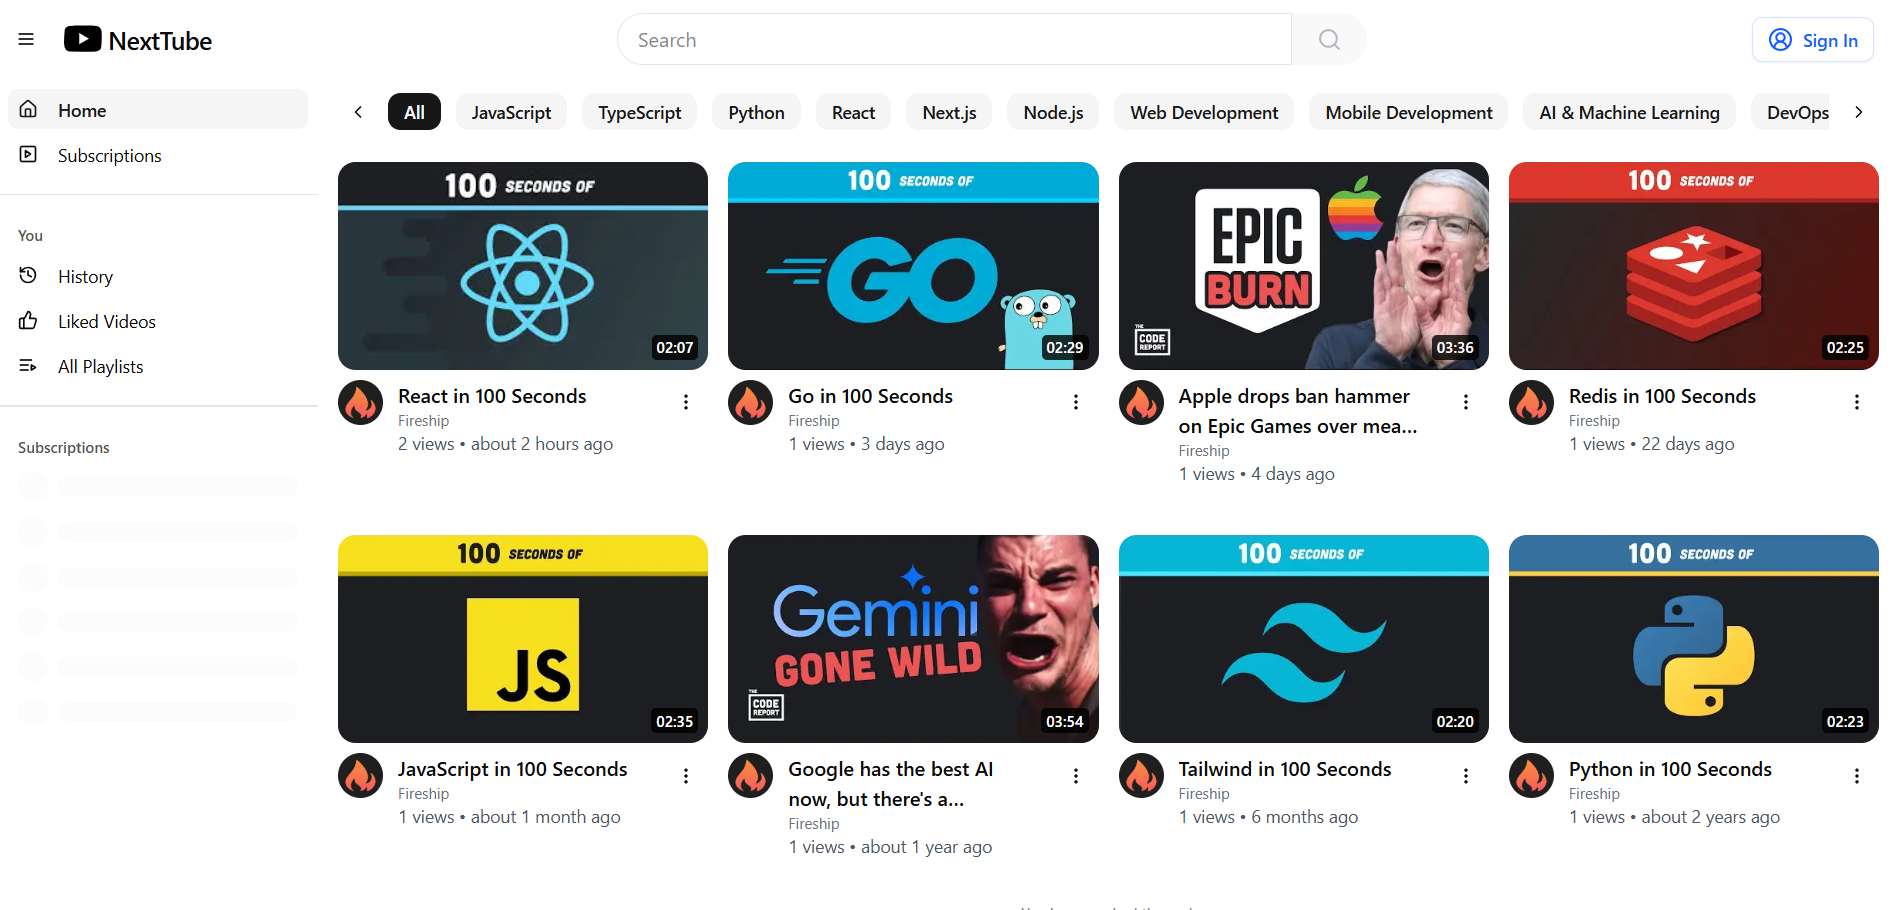 NextTube
Search
Sign In
Home
Subscriptions
You
History
Liked Videos
All Playlists
Subscriptions
All
JavaScript
TypeScript
Python
React
Next.js
Node.js
Web Development
Mobile Development
AI & Machine Learning
DevOps
100 SECONDS OF
02:07
React in 100 Seconds
Fireship
2 views • about 2 hours ago
100 SECONDS OF
GO
02:29
Go in 100 Seconds
Fireship
1 views • 3 days ago
EPIC
BURN
THE
CODE
REPORT
03:36
Apple drops ban hammer
on Epic Games over mea...
Fireship
1 views • 4 days ago
100 SECONDS OF
02:25
Redis in 100 Seconds
Fireship
1 views • 22 days ago
100 SECONDS OF
JS
02:35
JavaScript in 100 Seconds
Fireship
1 views • about 1 month ago
Gemini
GONE WILD
THE
CODE
REPORT
03:54
Google has the best AI
now, but there's a...
Fireship
1 views • about 1 year ago
100 SECONDS OF
02:20
Tailwind in 100 Seconds
Fireship
1 views • 6 months ago
100 SECONDS OF
02:23
Python in 100 Seconds
Fireship
1 views • about 2 years ago